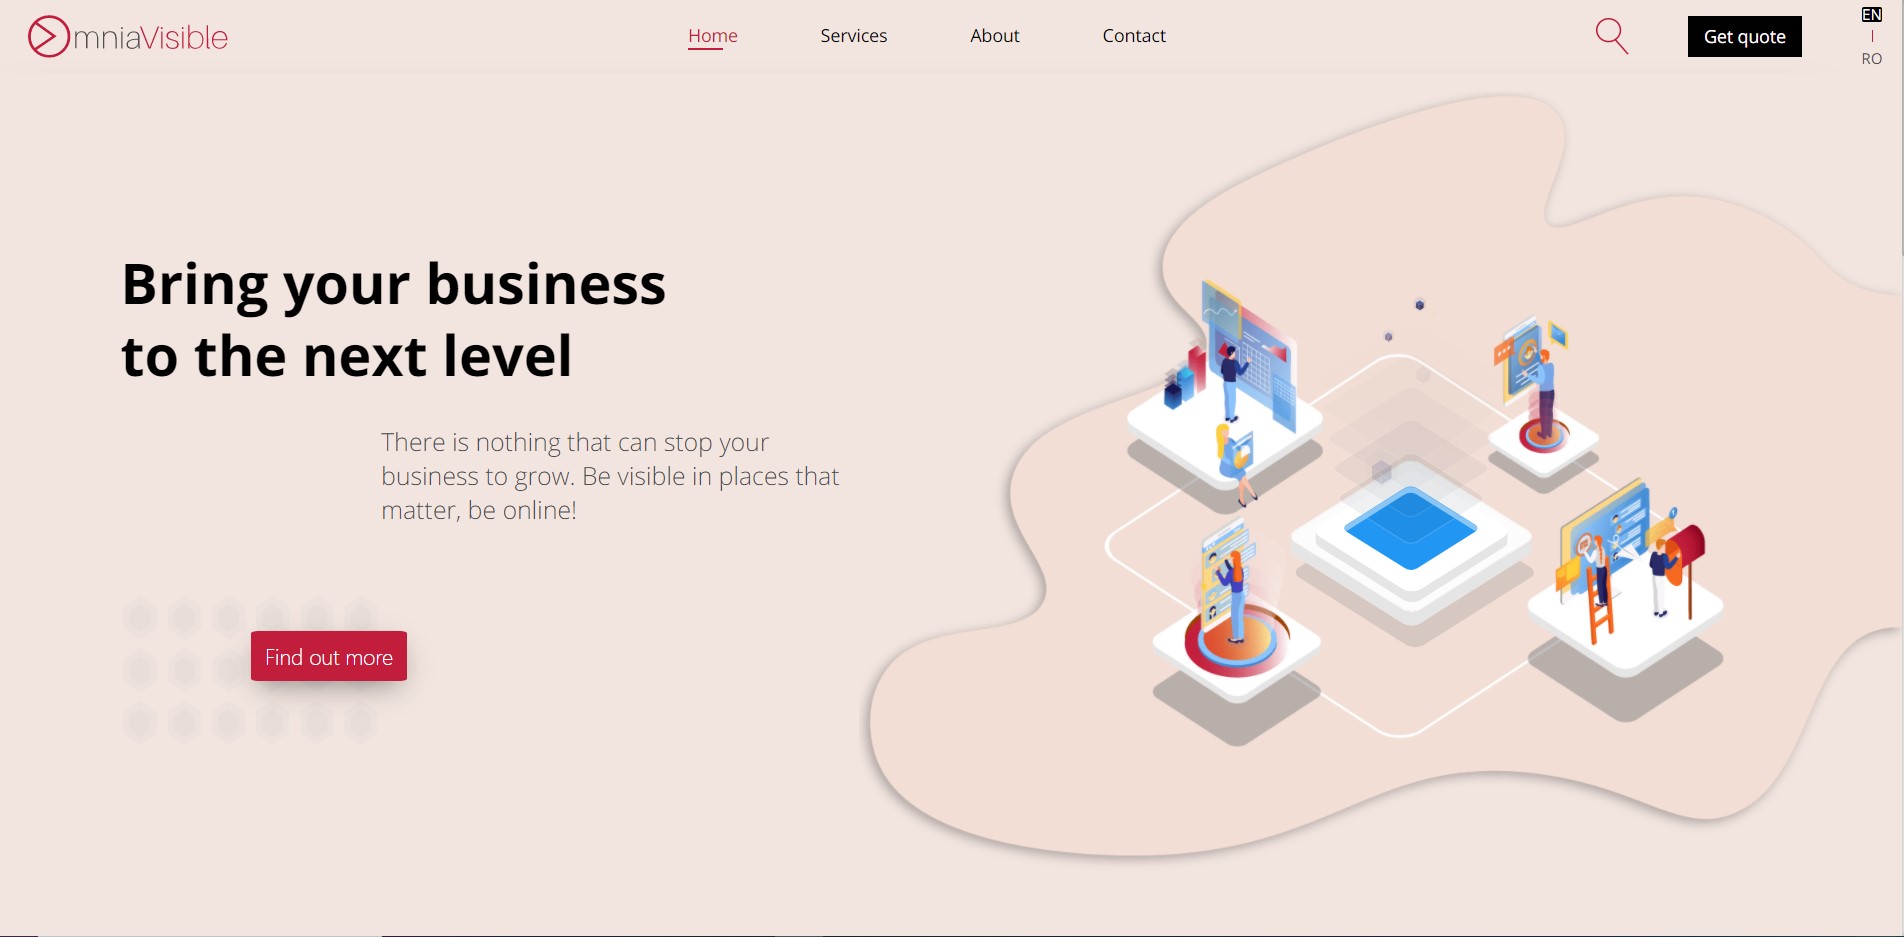 OmniaVisible
Home
Services
About
Contact
Get quote
EN
RO
Bring your business
to the next level
There is nothing that can stop your
business to grow. Be visible in places that
matter, be online!
Find out more